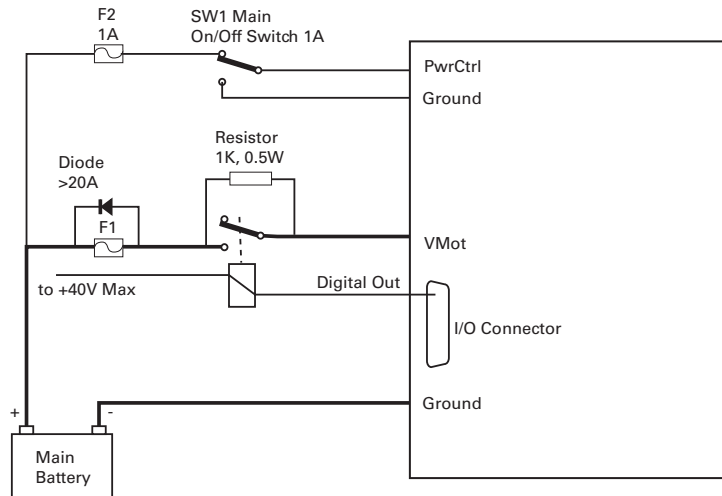 F2
1A
SW1 Main
On/Off Switch 1A
PwrCtrl
Ground
Resistor
1K, 0.5W
Diode
>20A
F1
VMot
to +40V Max
Digital Out
I/O Connector
Ground
+
-
Main
Battery